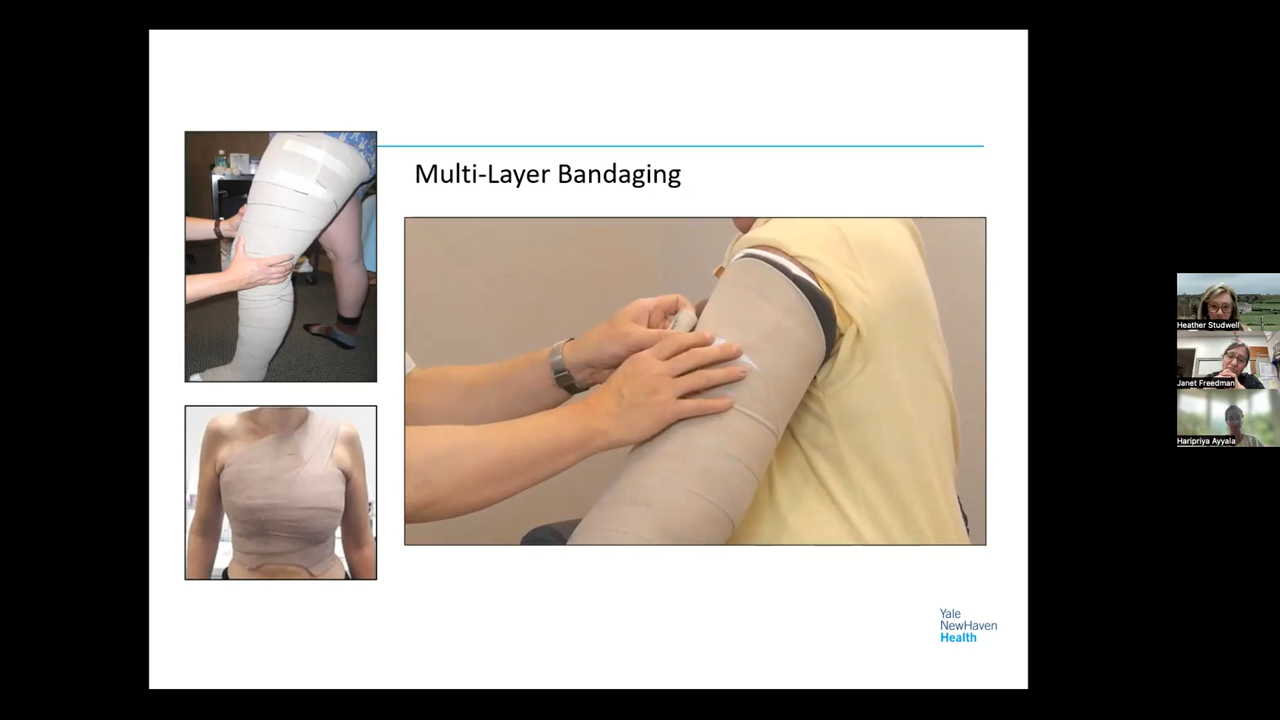 Multi-Layer Bandaging
Heather Studwell
Janet Freedman
Haripriya Ayyala
Yale
NewHaven
Health